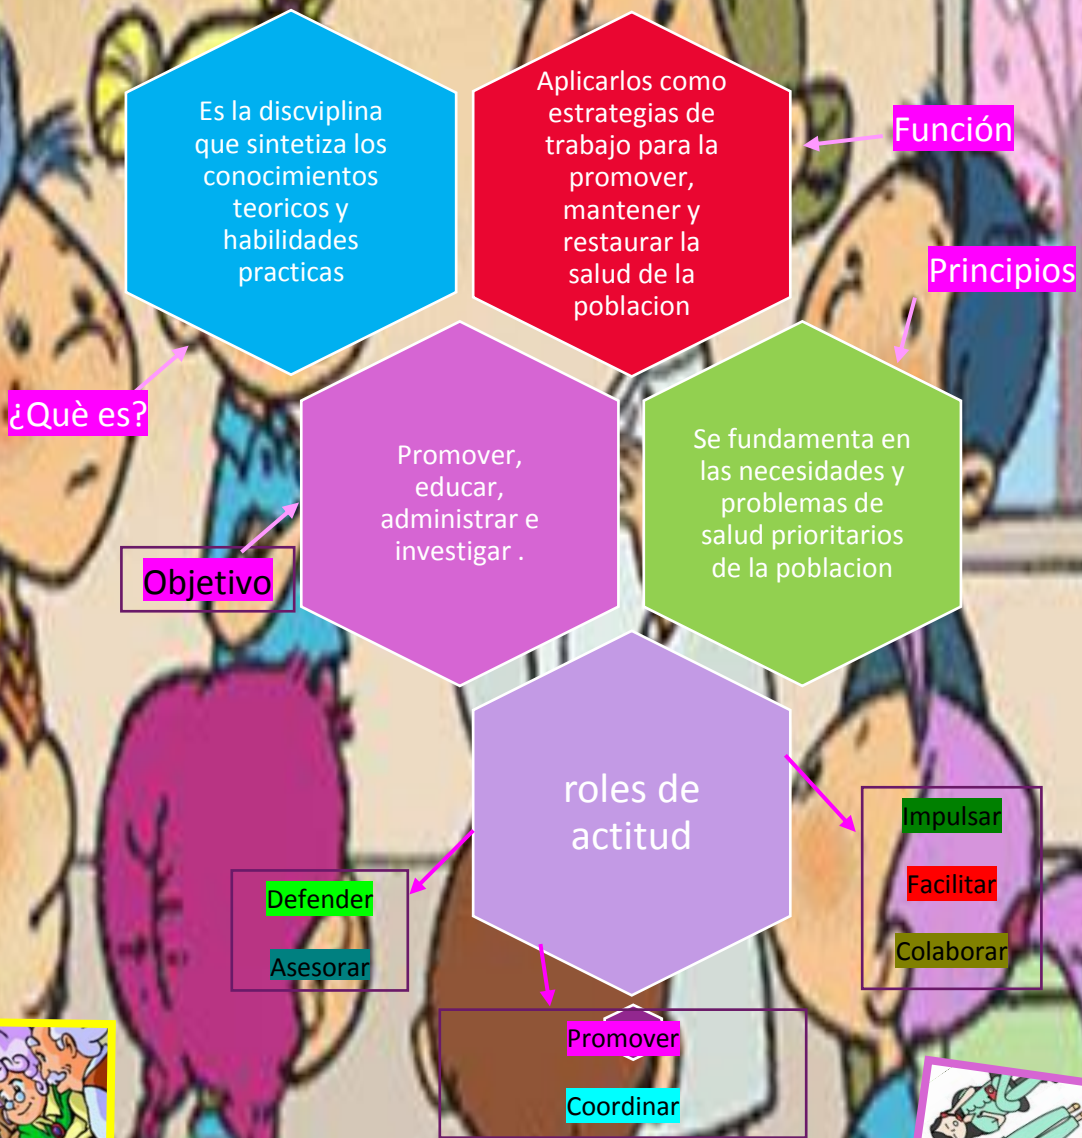 Es la discviplina
que sintetiza los
conocimientos
teoricos y
habilidades
practicas
Aplicarlos como
estrategias de
trabajo para la
promover,
mantener y
restaurar la
salud de la
poblacion
Función
Principios
¿Què es?
Promover,
educar,
administrar e
investigar .
Se fundamenta en
las necesidades y
problemas de
salud prioritarios
de la poblacion
Objetivo
roles de
actitud
Impulsar
Facilitar
Colaborar
Defender
Asesorar
Promover
Coordinar